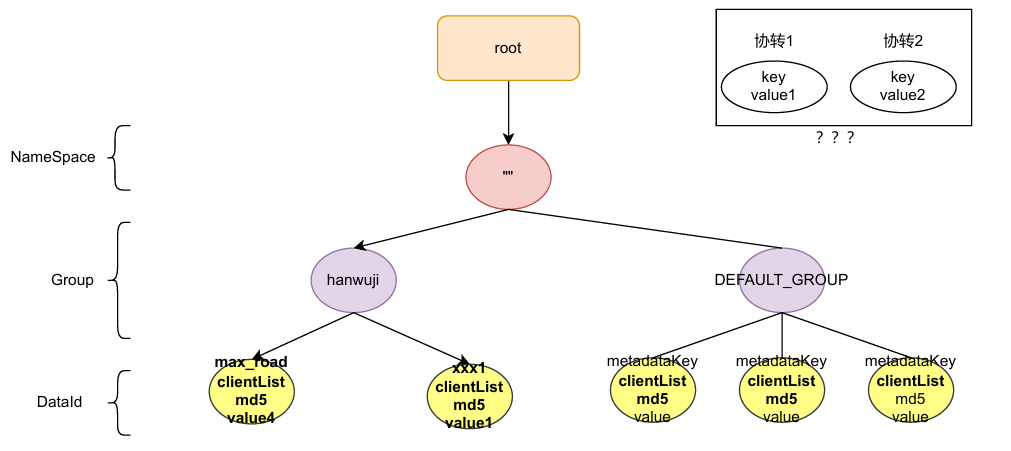 root
协转1
协转2
key
value1
key
value2
? ? ?
NameSpace
""
Group
hanwuji
DEFAULT_GROUP
DataId
max_road
clientList
md5
value4
xxx1
clientList
md5
value1
metadataKey
clientList
md5
value
metadataKey
clientList
md5
value
metadataKey
clientList
md5
value